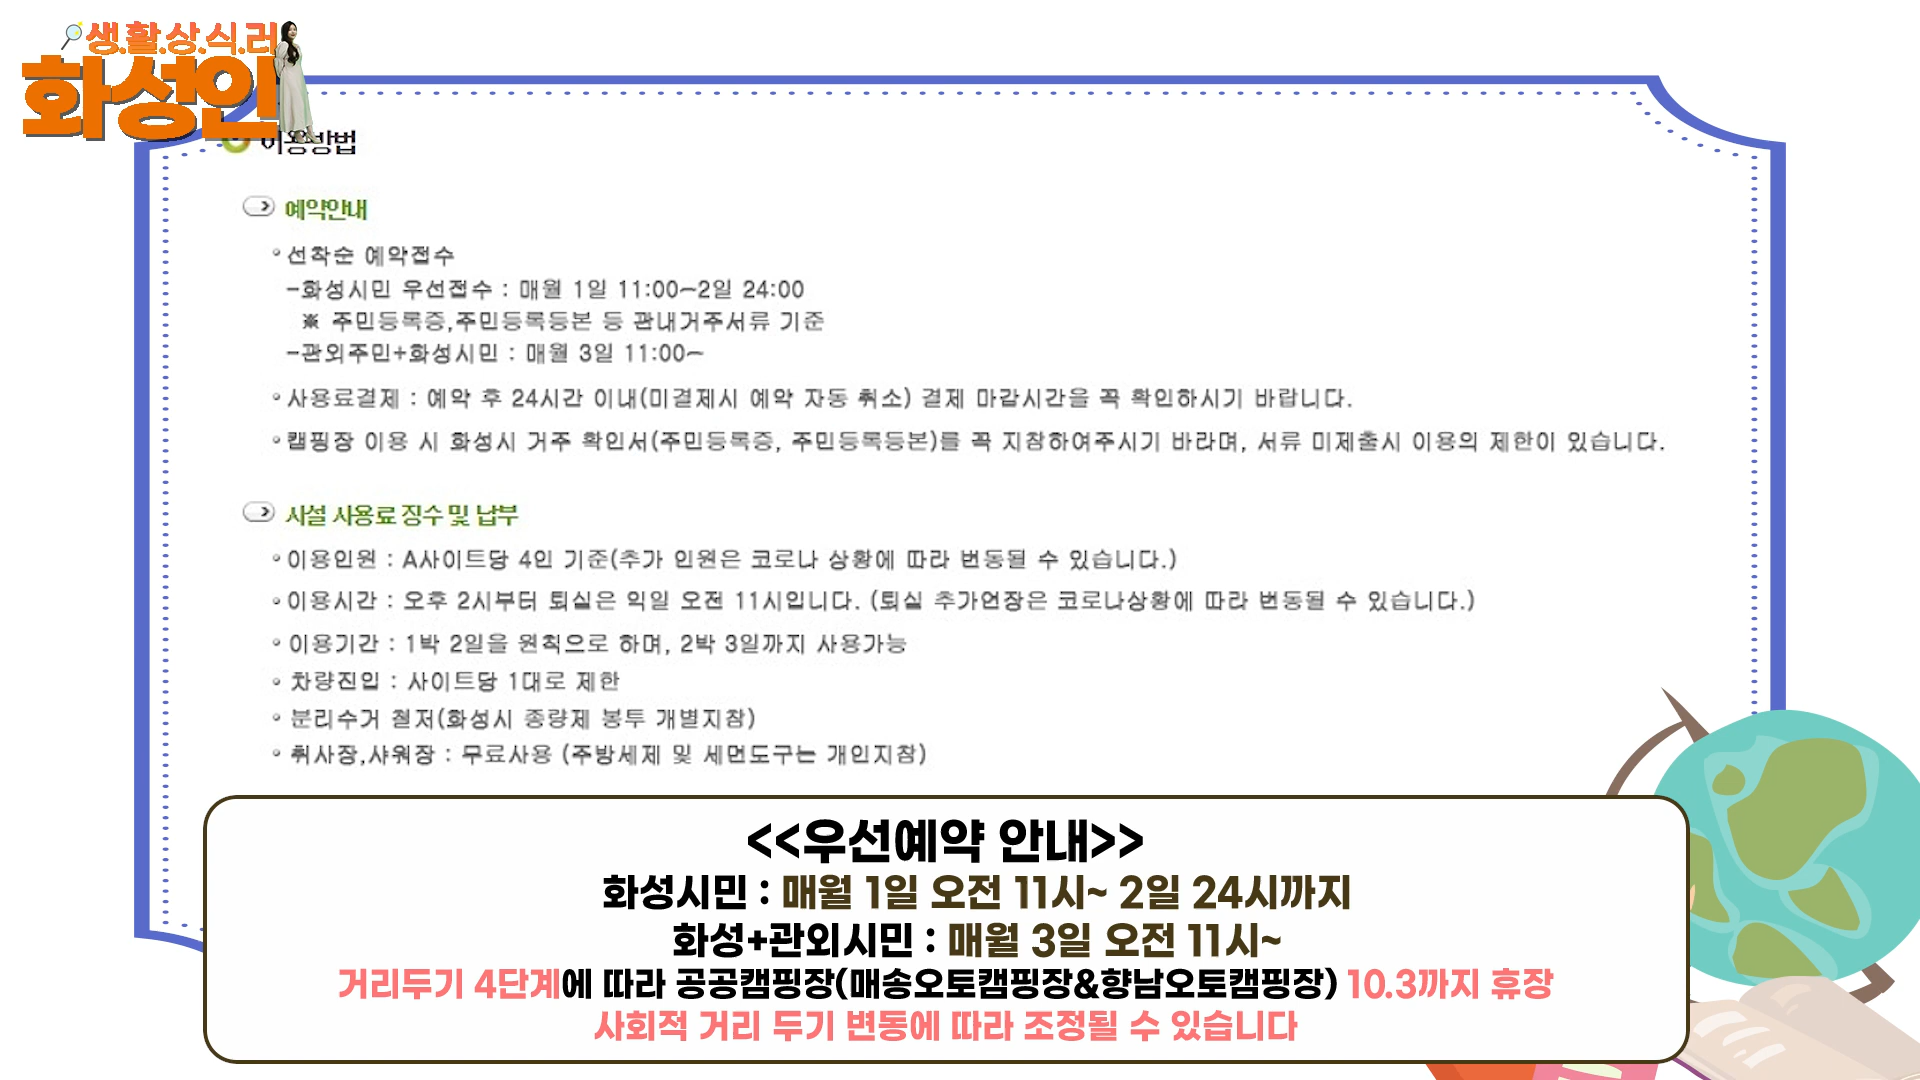 생.활.상.식.러
화성인
이용방법
예약안내
선착순 예약접수
-화성시민 우선접수 : 매월 1일 11:00~2일 24:00
※ 주민등록증,주민등록등본 등 관내거주서류 기준
-관외주민+화성시민 : 매월 3일 11:00~
사용료결제 : 예약 후 24시간 이내(미결제시 예약 자동 취소) 결제 마감시간을 꼭 확인하시기 바랍니다.
캠핑장 이용 시 화성시 거주 확인서(주민등록증, 주민등록등본)를 꼭 지참하여주시기 바라며, 서류 미제출시 이용의 제한이 있습니다.
시설 사용료 징수 및 납부
이용인원 : A사이트당 4인 기준(추가 인원은 코로나 상황에 따라 변동될 수 있습니다.)
이용시간 : 오후 2시부터 퇴실은 익일 오전 11시입니다. (퇴실 추가연장은 코로나상황에 따라 변동될 수 있습니다.)
이용기간 : 1박 2일을 원칙으로 하며, 2박 3일까지 사용가능
차량진입 : 사이트당 1대로 제한
분리수거 철저(화성시 종량제 봉투 개별지참)
취사장,샤워장 : 무료사용 (주방세제 및 세면도구는 개인지참)
<<우선예약 안내>>
화성시민 : 매월 1일 오전 11시~ 2일 24시까지
화성+관외시민 : 매월 3일 오전 11시~
거리두기 4단계에 따라 공공캠핑장(매송오토캠핑장&향남오토캠핑장) 10.3까지 휴장
사회적 거리 두기 변동에 따라 조정될 수 있습니다